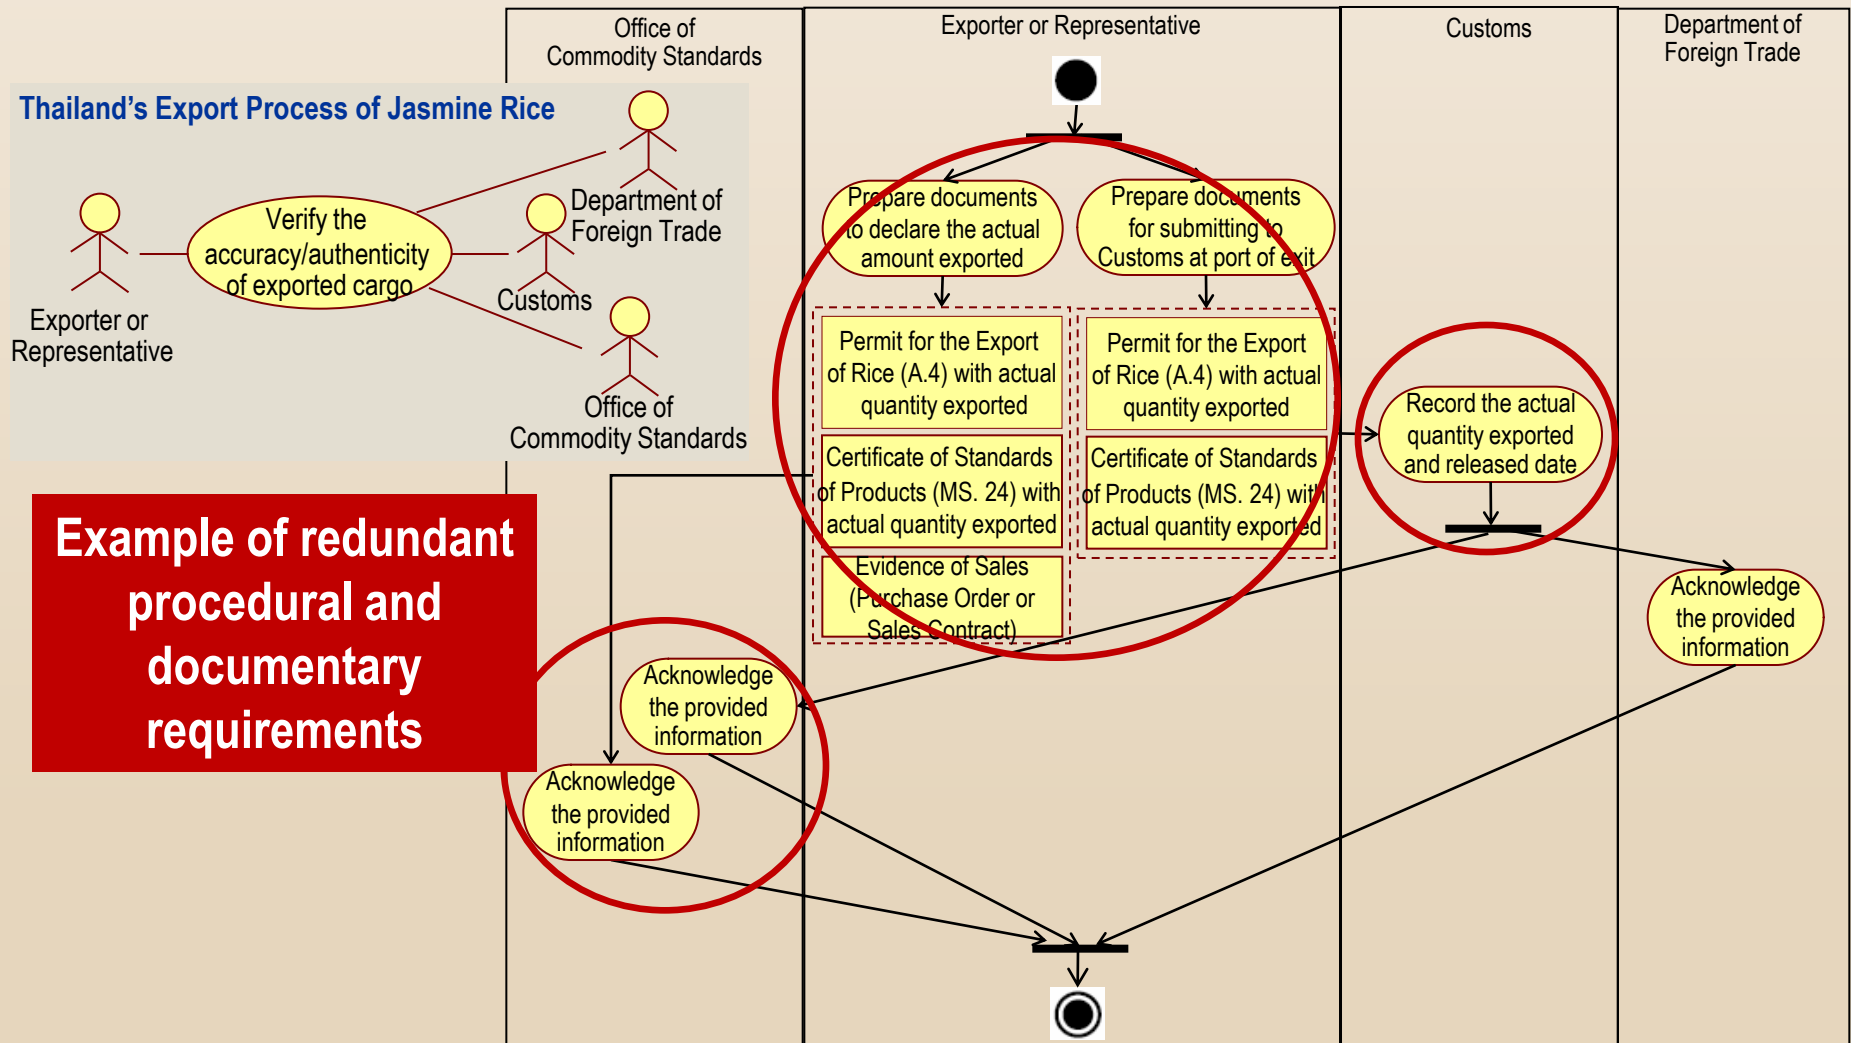 Office of
Commodity Standards
Exporter or Representative
Customs
Department of
Foreign Trade
Thailand’s Export Process of Jasmine Rice
Exporter or
Representative
Verify the
accuracy/authenticity
of exported cargo
Department of
Foreign Trade
Customs
Office of
Commodity Standards
Example of redundant
procedural and
documentary
requirements
Prepare documents
to declare the actual
amount exported
Prepare documents
for submitting to
Customs at port of exit
Permit for the Export
of Rice (A.4) with actual
quantity exported
Certificate of Standards
of Products (MS. 24) with
actual quantity exported
Evidence of Sales
(Purchase Order or
Sales Contract)
Permit for the Export
of Rice (A.4) with actual
quantity exported
Certificate of Standards
of Products (MS. 24) with
actual quantity exported
Record the actual
quantity exported
and released date
Acknowledge
the provided
information
Acknowledge
the provided
information
Acknowledge
the provided
information